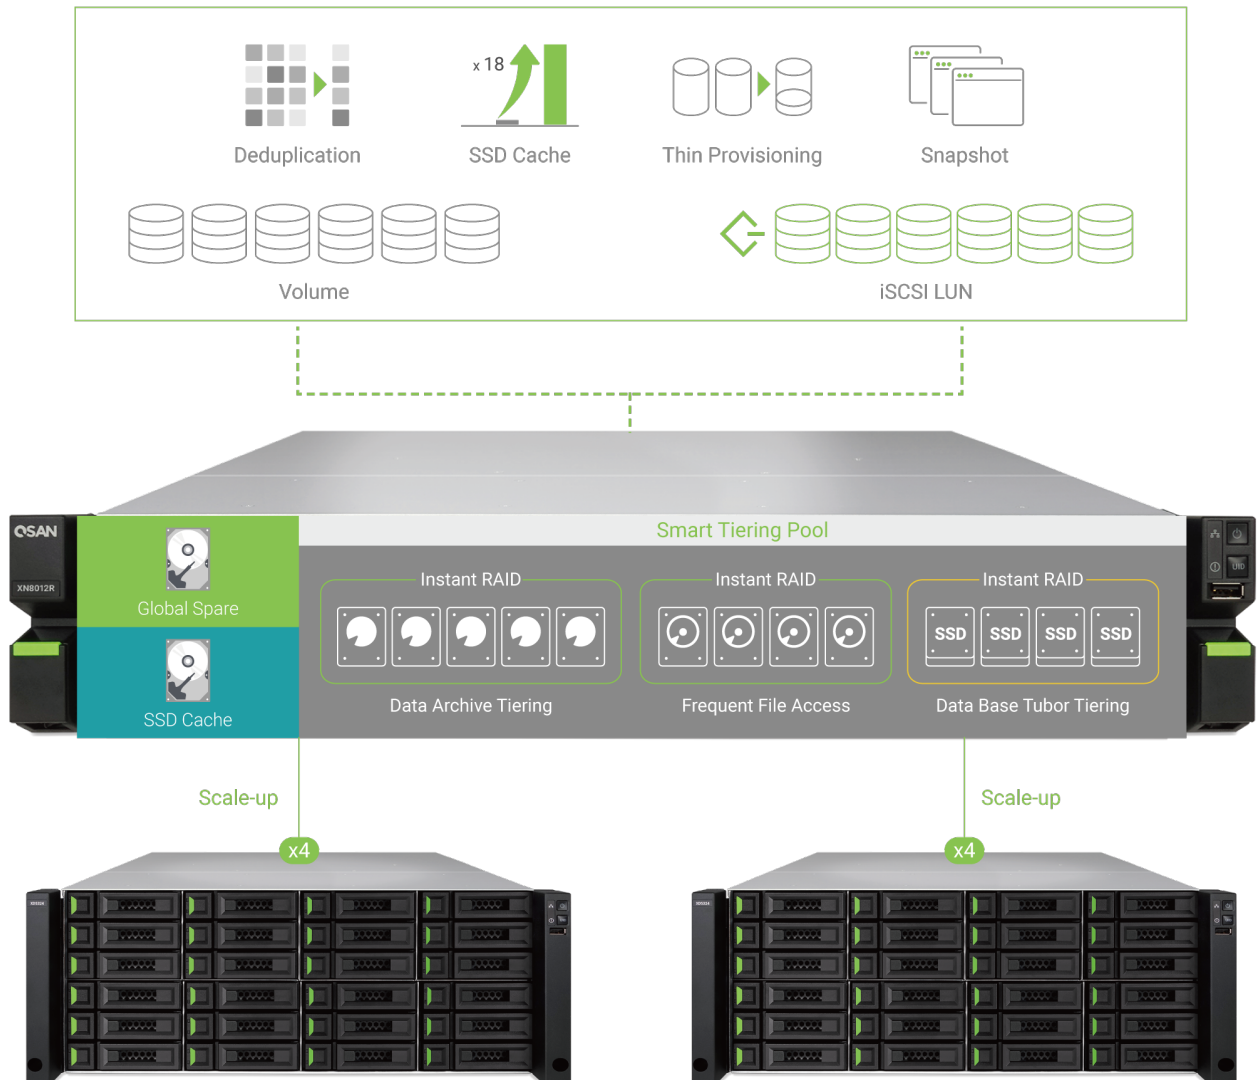 x 18
Deduplication
SSD Cache
Thin Provisioning
Snapshot
Volume
iSCSI LUN
QSAN
Smart Tiering Pool
XN8012R
Global Spare
Instant RAID
Instant RAID
Instant RAID
UID
SSD SSD SSD SSD
SSD Cache
Data Archive Tiering
Frequent File Access
Data Base Tubor Tiering
Scale-up
Scale-up
x4
x4